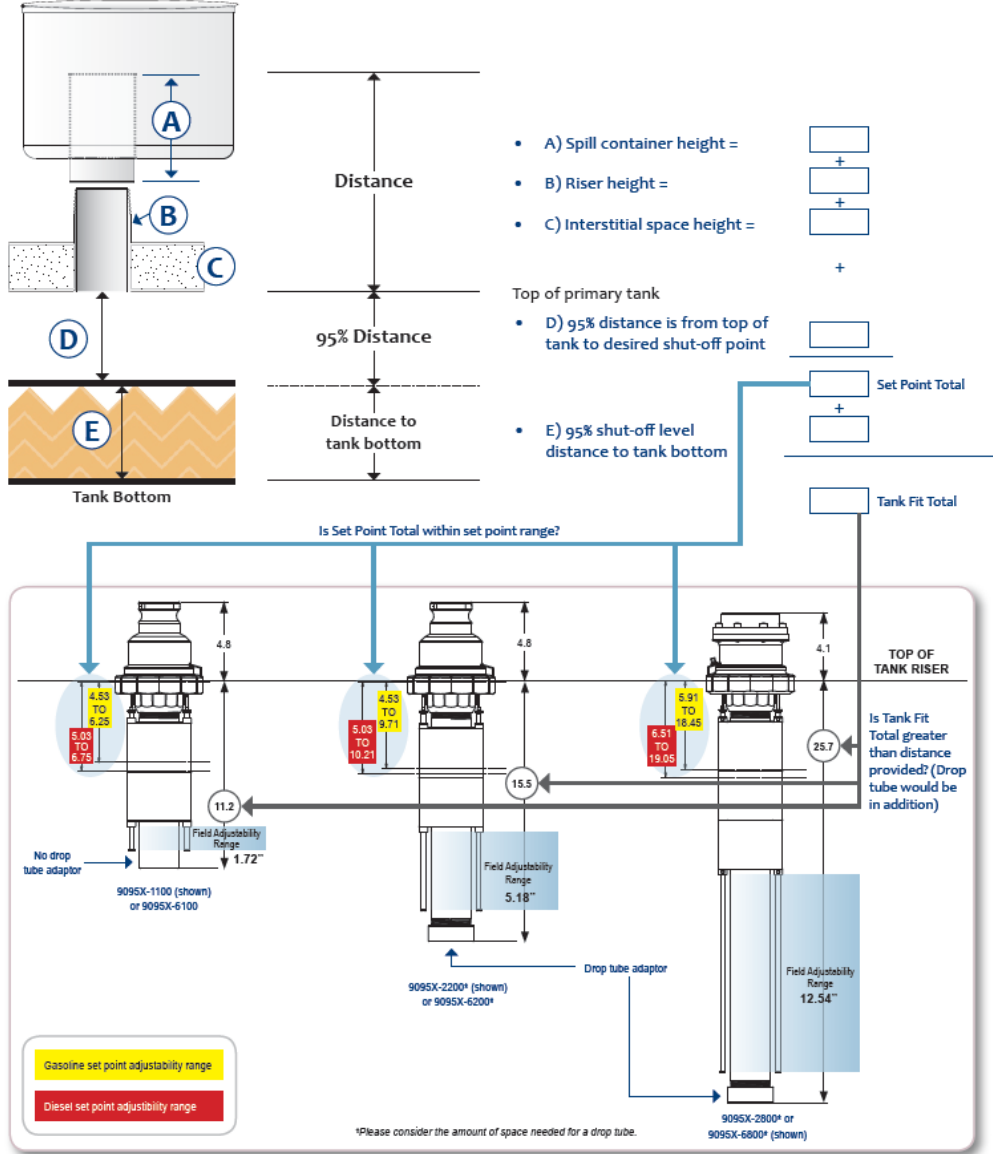 A
B
C
D
E
Tank Bottom
Distance
95% Distance
Distance to
tank bottom
• A) Spill container height =
+
• B) Riser height =
+
• C) Interstitial space height =
+
Top of primary tank
• D) 95% distance is from top of
tank to desired shut-off point
Set Point Total
+
• E) 95% shut-off level
distance to tank bottom
Tank Fit Total
Is Set Point Total within set point range?
4.8
4.8
4.1
TOP OF
TANK RISER
4.53
TO
6.25
5.03
TO
6.75
11.2
Field Adjustability
Range
1.72"
No drop
tube adaptor
9095X-1100 (shown)
or 9095X-6100
4.53
TO
9.71
5.03
TO
10.21
15.5
Field Adjustability
Range
5.18"
9095X-2200* (shown)
or 9095X-6200*
Drop tube adaptor
5.91
TO
18.45
6.51
TO
19.05
25.7
Field Adjustability
Range
12.54"
9095X-2800* or
9095X-6800* (shown)
Is Tank Fit
Total greater
than distance
provided? (Drop
tube would be
in addition)
Gasoline set point adjustability range
Diesel set point adjustibility range
*Please consider the amount of space needed for a drop tube.